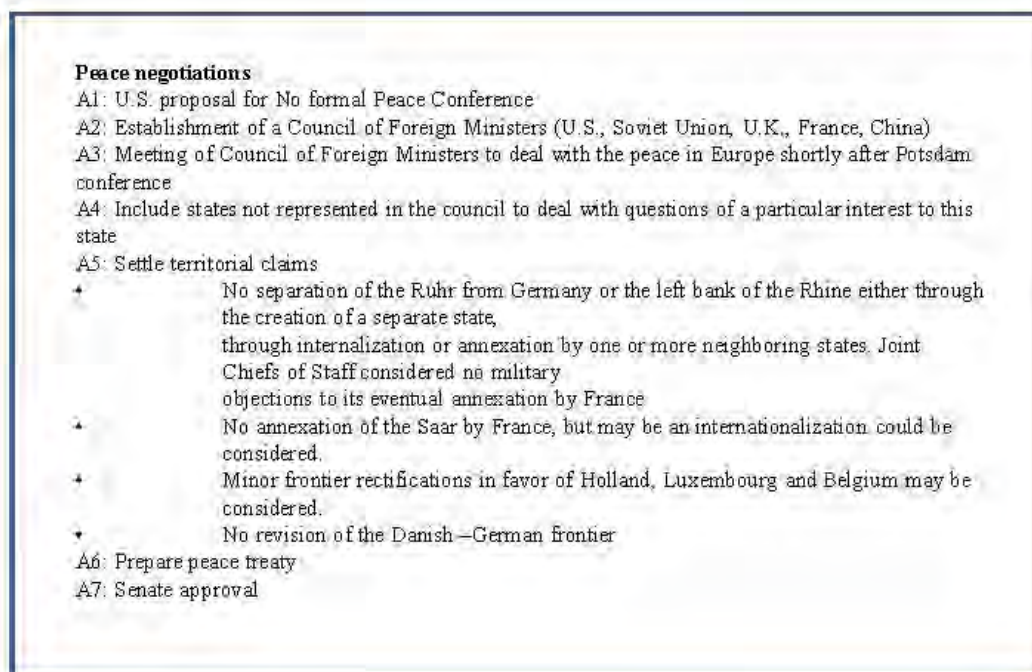 Peace negotiations
A1: U.S. proposal for No formal Peace Conference
A2: Establishment of a Council of Foreign Ministers (U.S., Soviet Union, U.K., France, China)
A3: Meeting of Council of Foreign Ministers to deal with the peace in Europe shortly after Potsdam
conference
A4: Include states not represented in the council to deal with questions of a particular interest to this
state
A5: Settle territorial claims
No separation of the Ruhr from Germany or the left bank of the Rhine either through
the creation of a separate state,
through internalization or annexation by one or more neighboring states. Joint
Chiefs of Staff considered no military
objections to its eventual annexation by France
No annexation of the Saar by France, but may be an internationalization could be
considered.
Minor frontier rectifications in favor of Holland, Luxembourg and Belgium may be
considered.
No revision of the Danish –German frontier
A6: Prepare peace treaty
A7: Senate approval